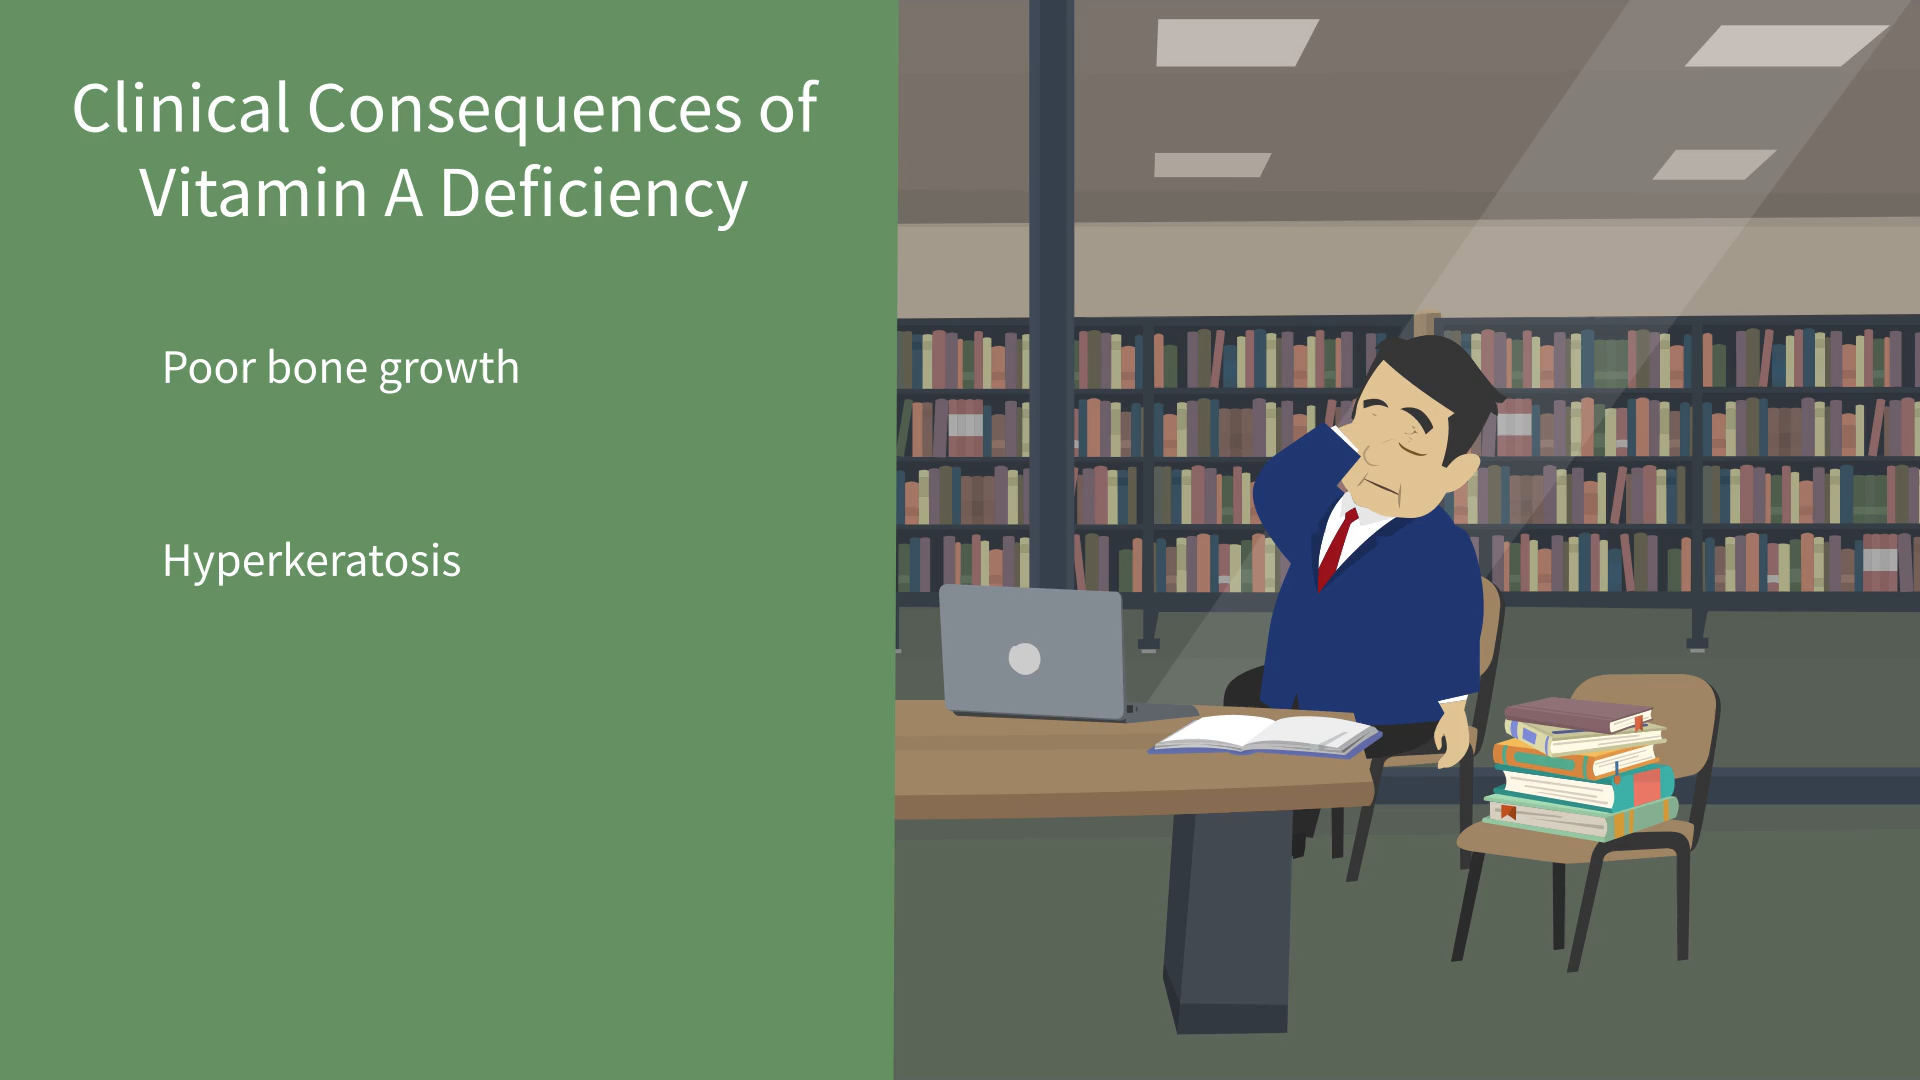 Clinical Consequences of
Vitamin A Deficiency
Poor bone growth
Hyperkeratosis